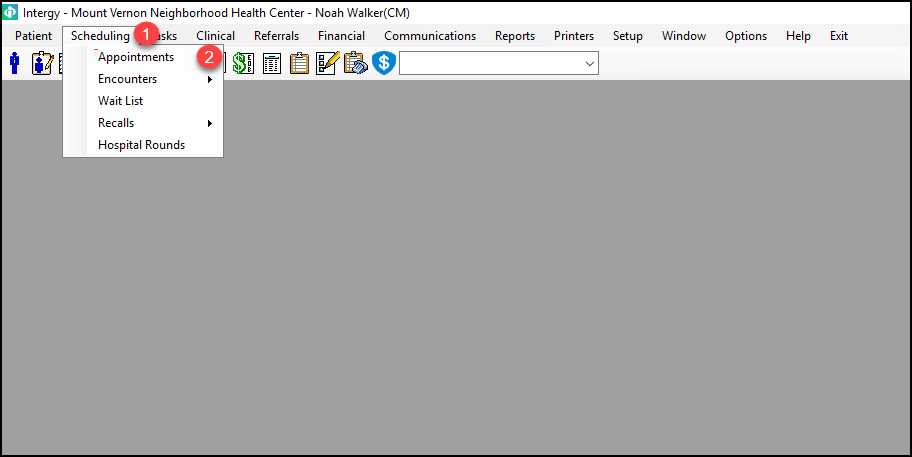 Intergy - Mount Vernon Neighborhood Health Center - Noah Walker(CM)
Patient Scheduling 1 asks Clinical Referrals Financial Communications Reports Printers Setup Window Options Help Exit
Appointments 2
Encounters
Wait List
Recalls
Hospital Rounds